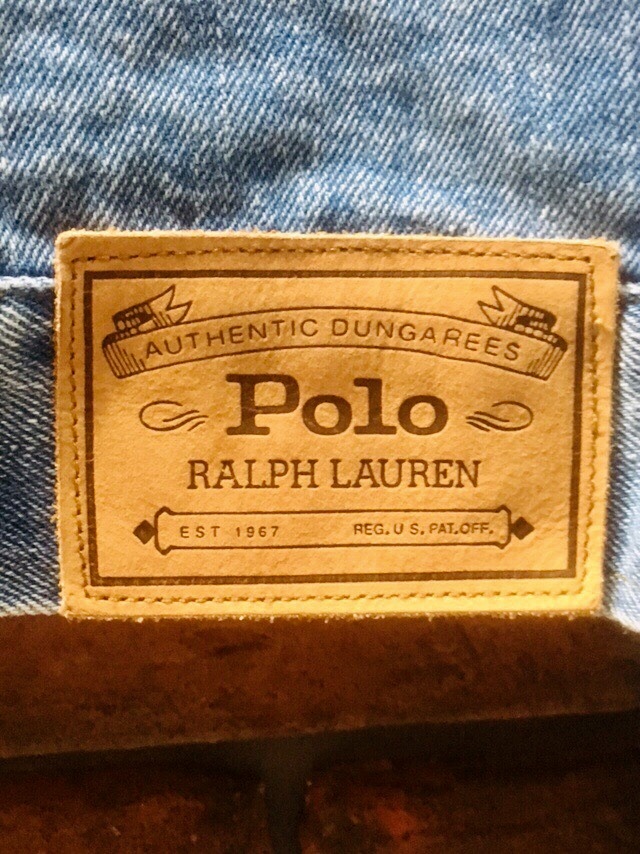 AUTHENTIC DUNGAREES
Polo
RALPH LAUREN
EST 1967 REG. U S. PAT. OFF.